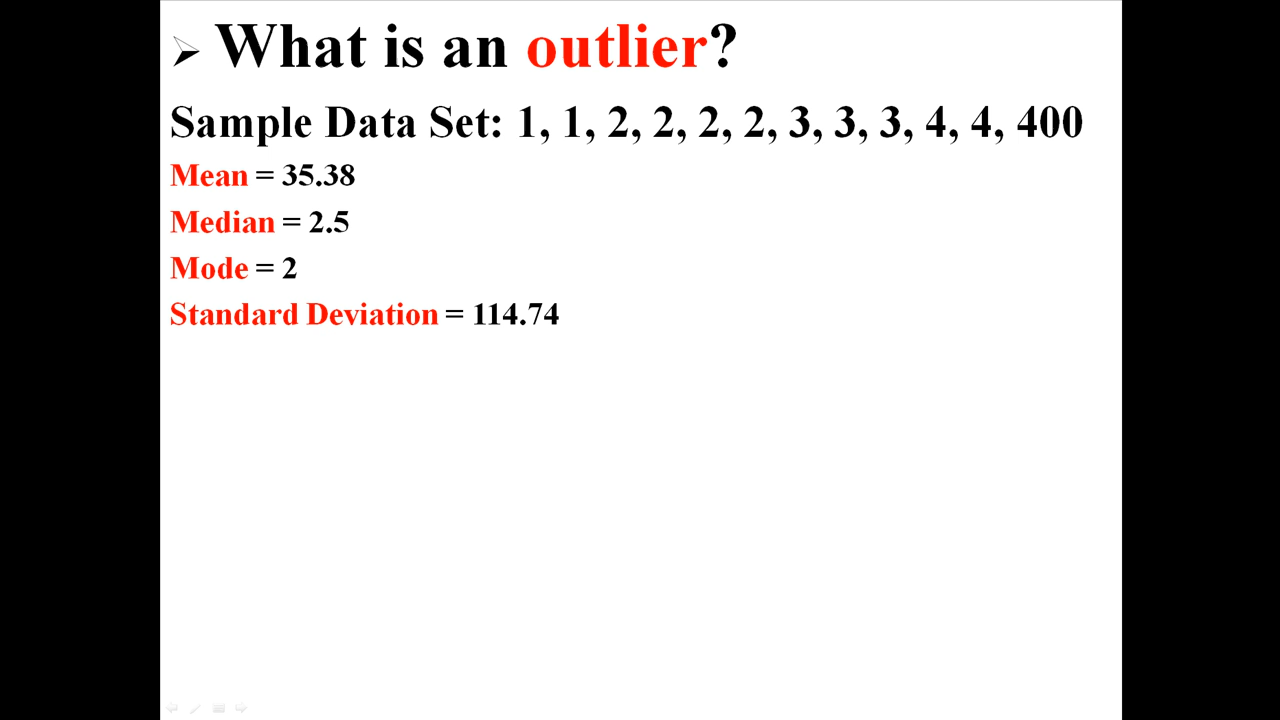 What is an outlier?
Sample Data Set: 1, 1, 2, 2, 2, 2, 3, 3, 3, 4, 4, 400
Mean = 35.38
Median = 2.5
Mode = 2
Standard Deviation = 114.74